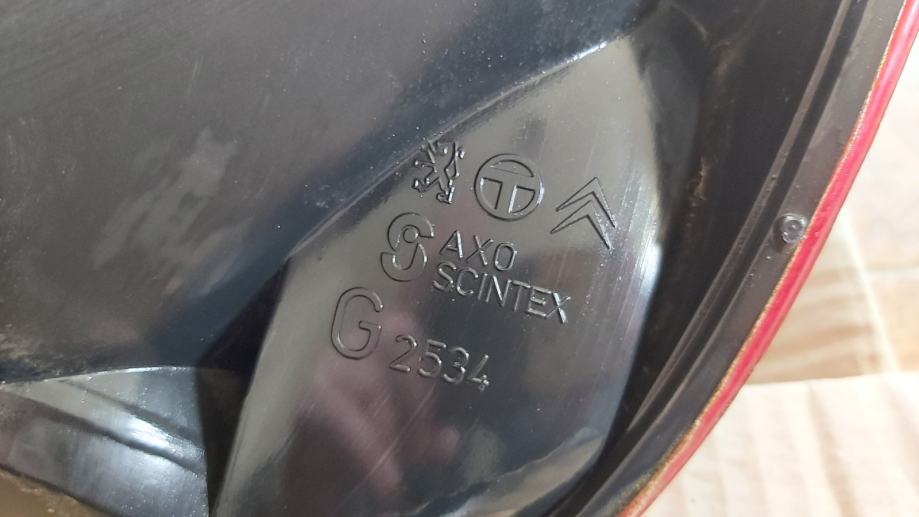 AXO
SCINTEX
G 2534